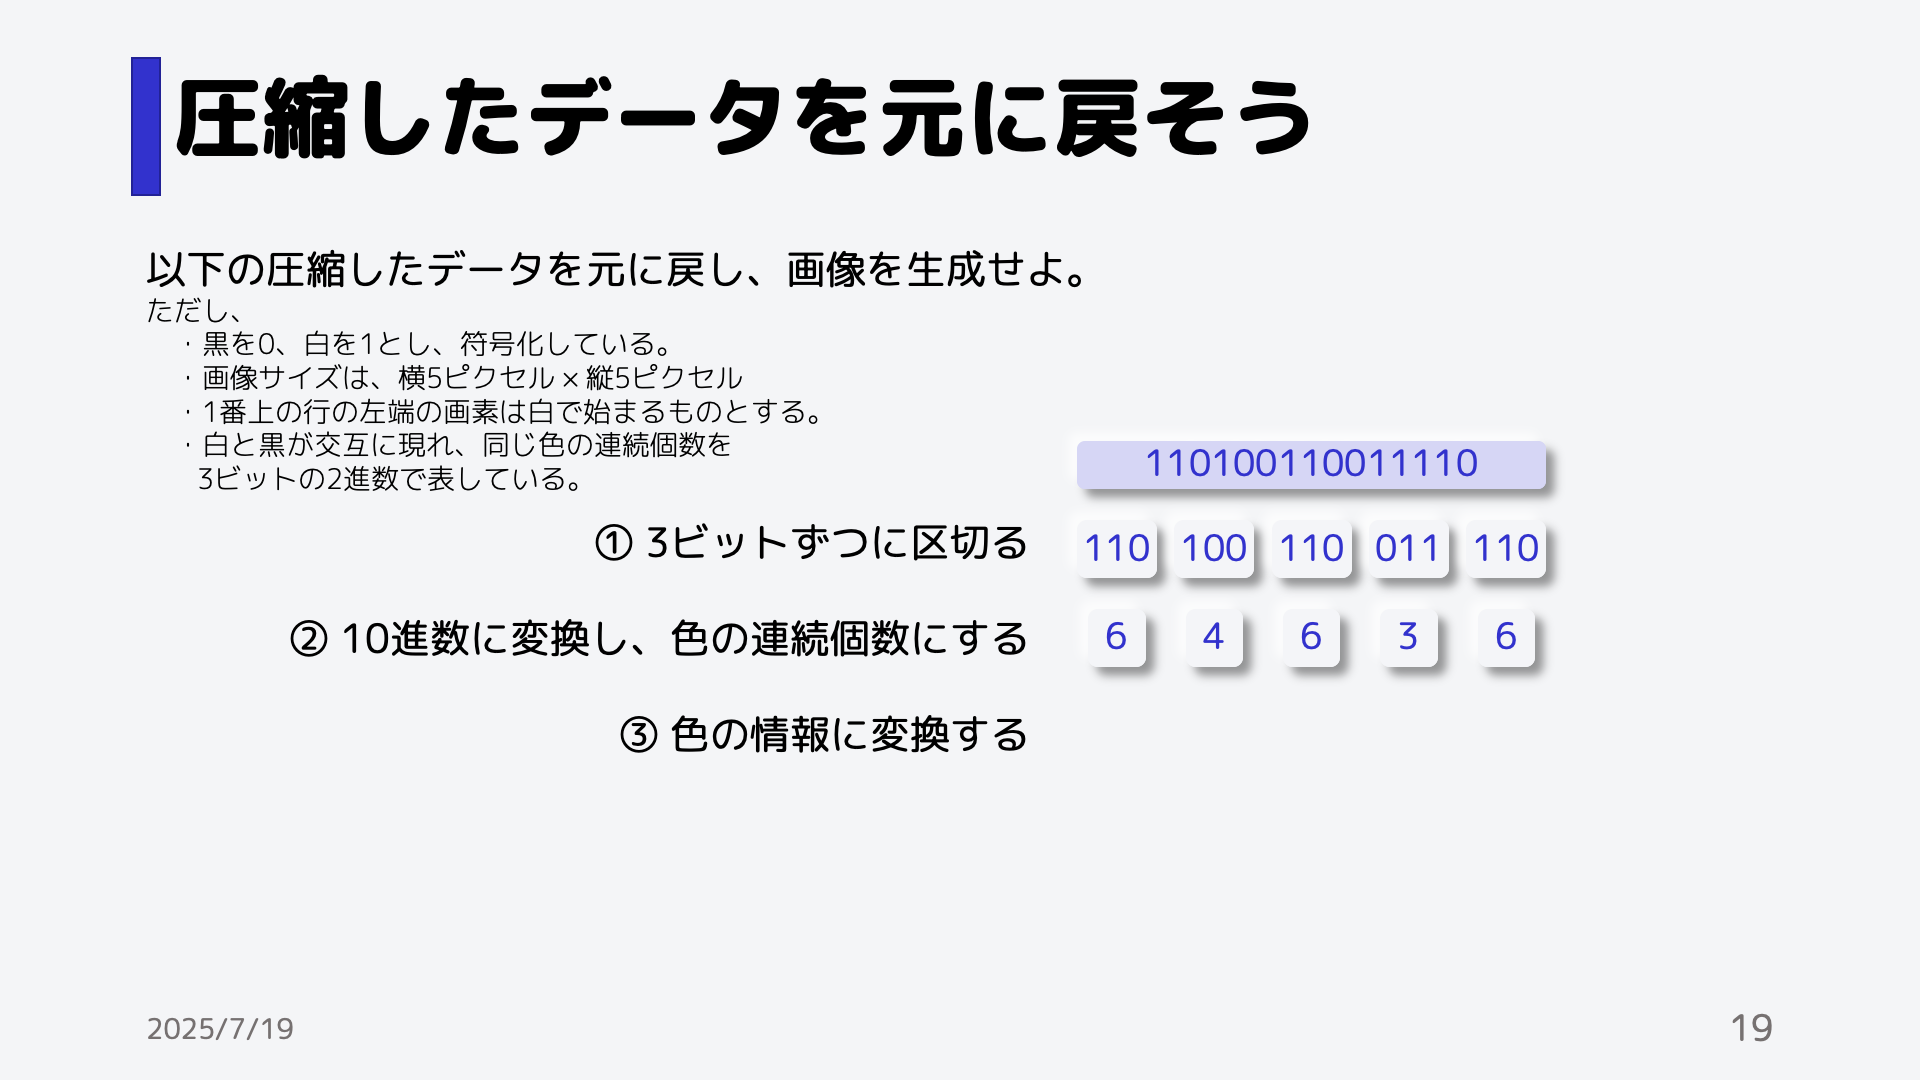 圧縮したデータを元に戻そう
以下の圧縮したデータを元に戻し、画像を生成せよ。
ただし、
・黒を0、白を1とし、符号化している。
・画像サイズは、横5ピクセル × 縦5ピクセル
・1番上の行の左端の画素は白で始まるものとする。
・白と黒が交互に現れ、同じ色の連続個数を
3ビットの2進数で表している。
110100110011110
① 3ビットずつに区切る
110 100 110 011 110
② 10進数に変換し、色の連続個数にする
6 4 6 3 6
③ 色の情報に変換する
2025/7/19
19